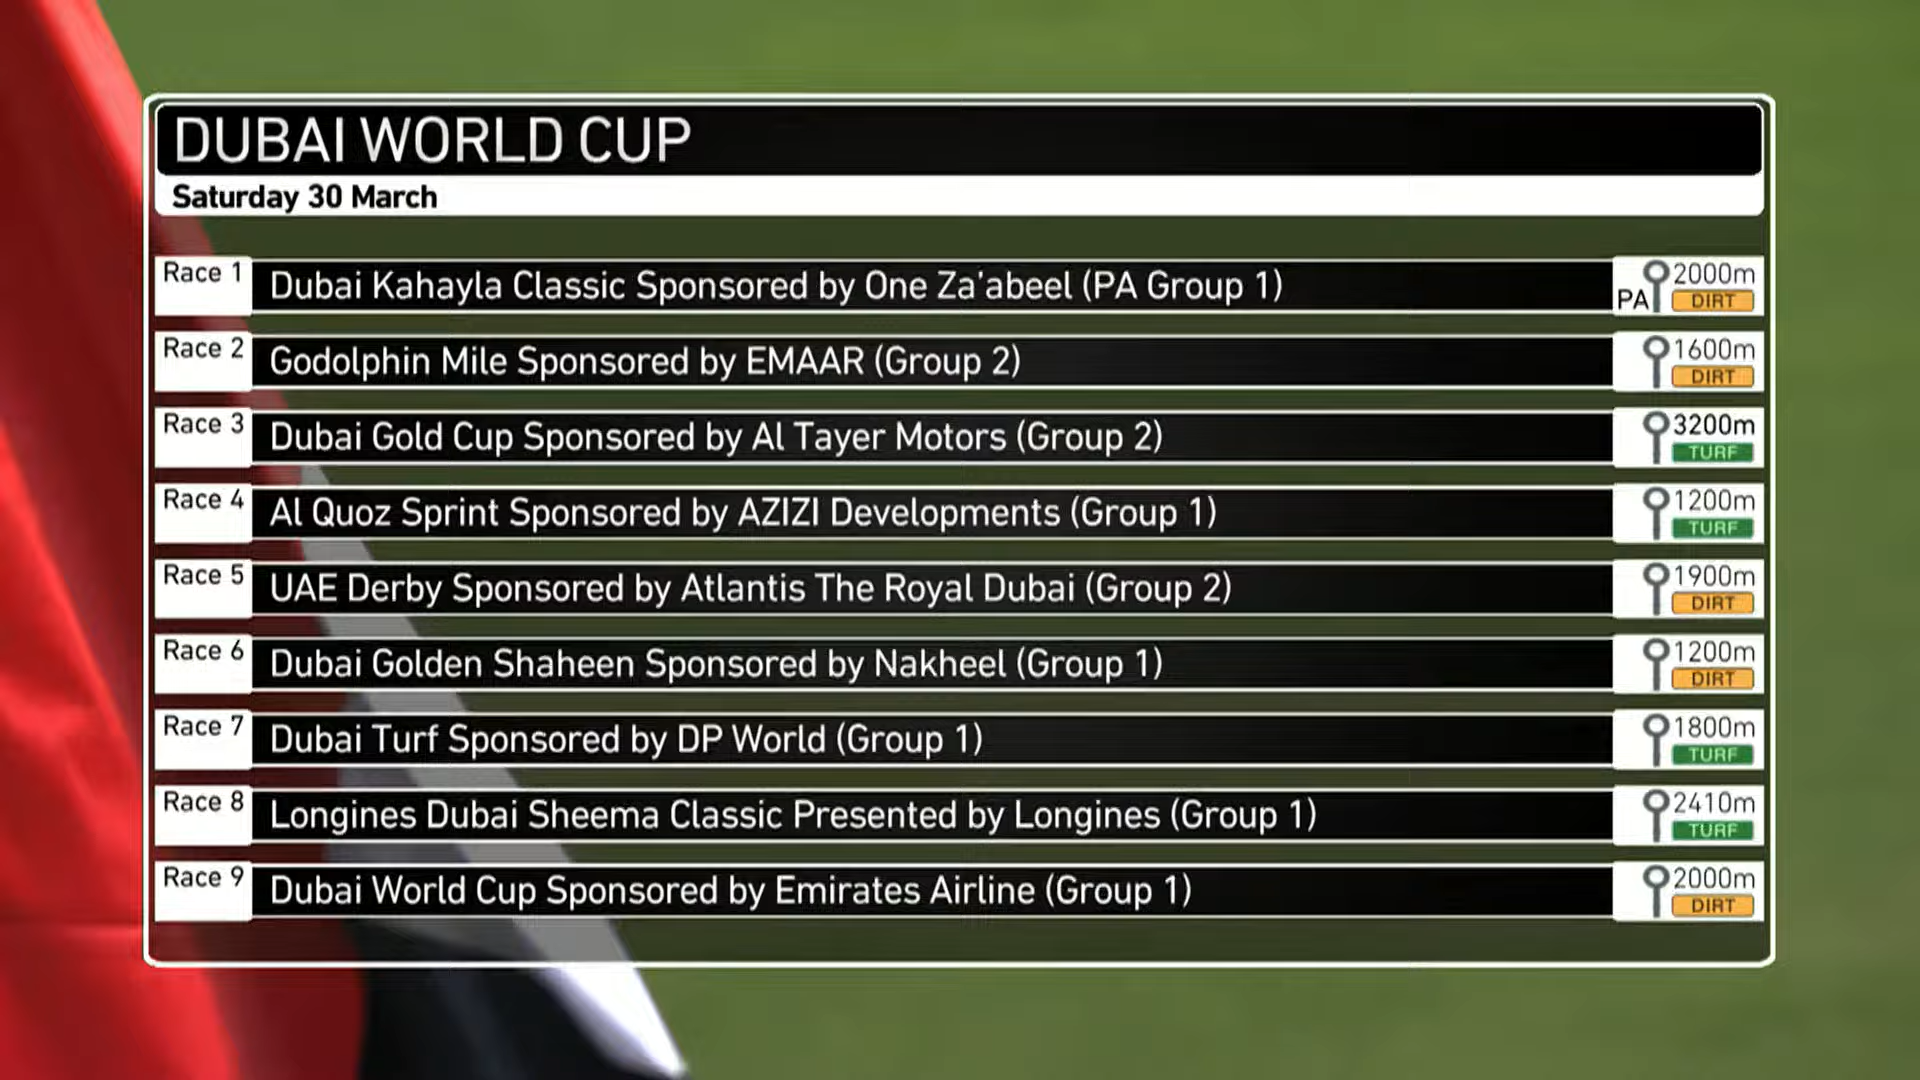 DUBAI WORLD CUP
Saturday 30 March
Race 1 Dubai Kahayla Classic Sponsored by One Za'abeel (PA Group 1) PA 2000m DIRT
Race 2 Godolphin Mile Sponsored by EMAAR (Group 2) 1600m DIRT
Race 3 Dubai Gold Cup Sponsored by Al Tayer Motors (Group 2) 3200m TURF
Race 4 Al Quoz Sprint Sponsored by AZIZI Developments (Group 1) 1200m TURF
Race 5 UAE Derby Sponsored by Atlantis The Royal Dubai (Group 2) 1900m DIRT
Race 6 Dubai Golden Shaheen Sponsored by Nakheel (Group 1) 1200m DIRT
Race 7 Dubai Turf Sponsored by DP World (Group 1) 1800m TURF
Race 8 Longines Dubai Sheema Classic Presented by Longines (Group 1) 2410m TURF
Race 9 Dubai World Cup Sponsored by Emirates Airline (Group 1) 2000m DIRT